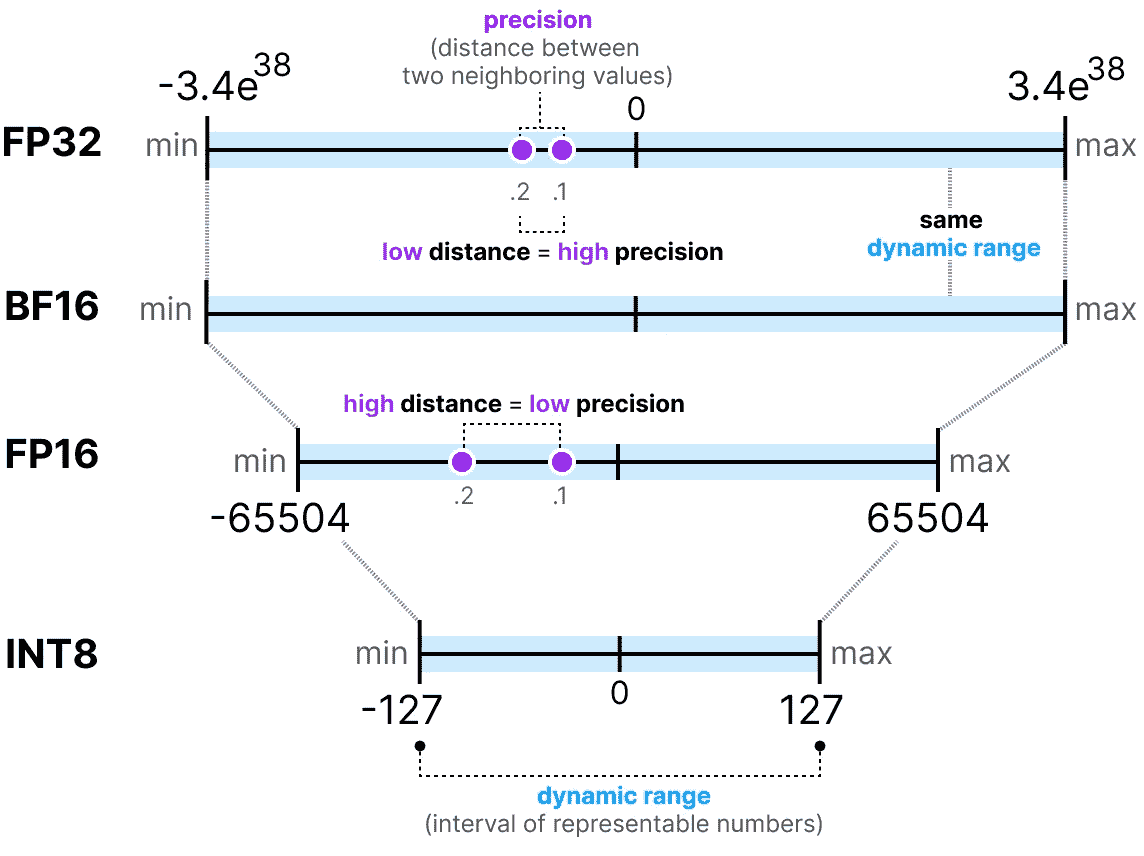 precision
(distance between
two neighboring values)
-3.4e38
0
3.4e38
FP32
min
max
.2
.1
low distance = high precision
same
dynamic range
BF16
min
max
high distance = low precision
FP16
min
max
.2
.1
-65504
65504
INT8
min
max
-127
0
127
dynamic range
(interval of representable numbers)